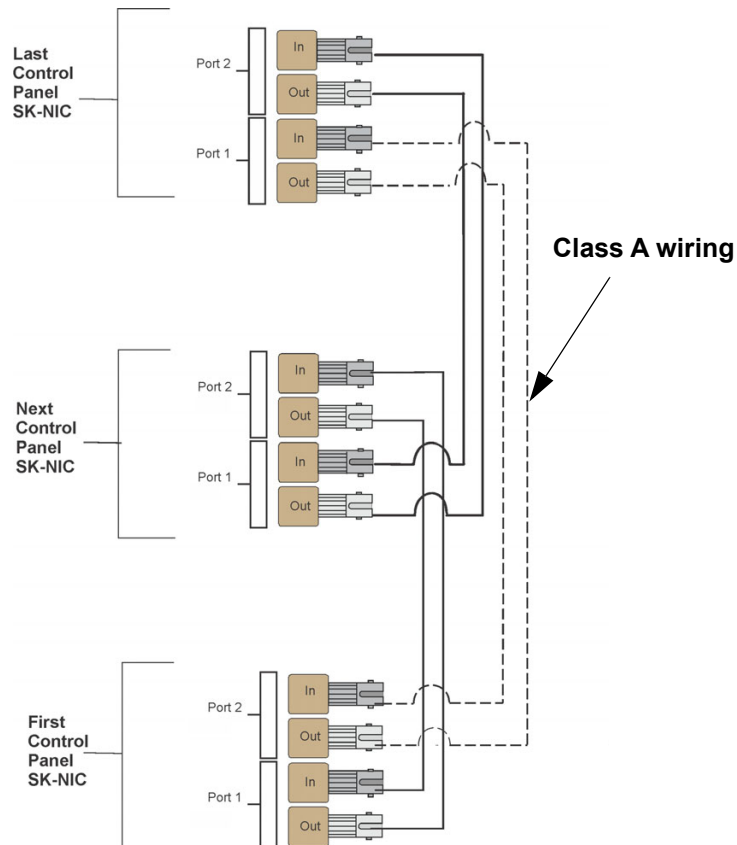 Last
Control
Panel
SK-NIC
Port 2
In
Out
Port 1
In
Out
Class A wiring
Next
Control
Panel
SK-NIC
Port 2
In
Out
Port 1
In
Out
First
Control
Panel
SK-NIC
Port 2
In
Out
Port 1
In
Out